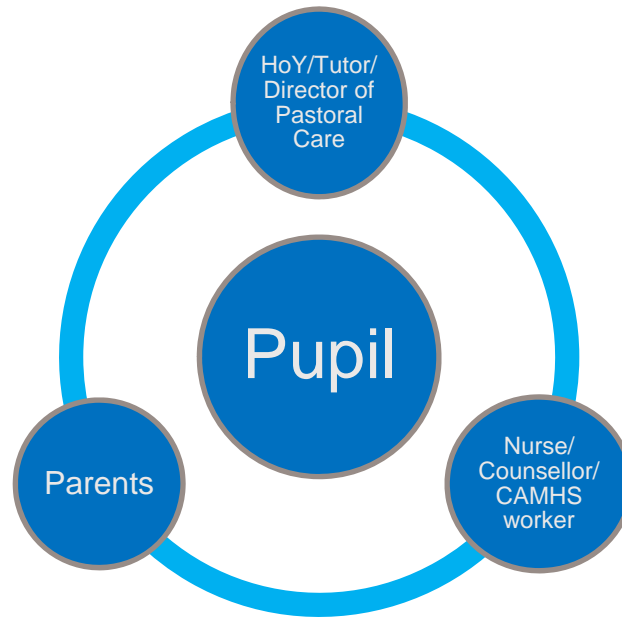 HoY/Tutor/
Director of
Pastoral
Care
Pupil
Parents
Nurse/
Counsellor/
CAMHS
worker